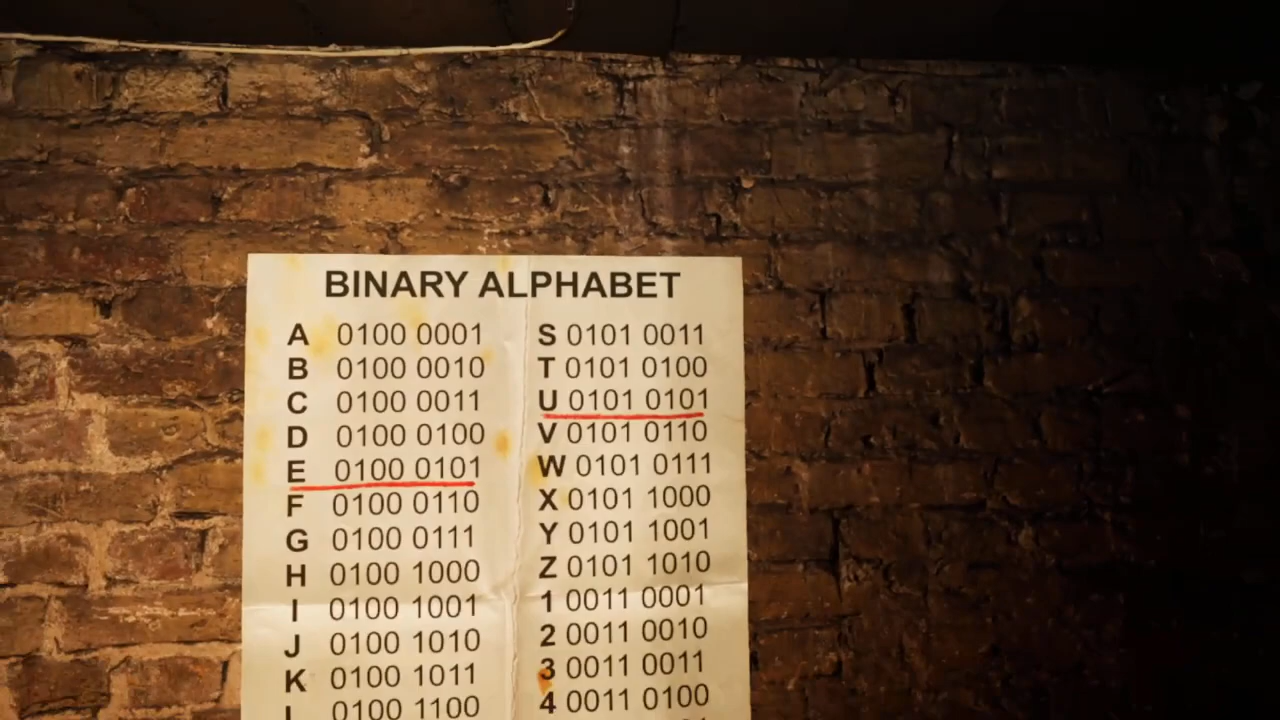 BINARY ALPHABET
A 0100 0001
B 0100 0010
C 0100 0011
D 0100 0100
E 0100 0101
F 0100 0110
G 0100 0111
H 0100 1000
I 0100 1001
J 0100 1010
K 0100 1011
L 0100 1100
S 0101 0011
T 0101 0100
U 0101 0101
V 0101 0110
W 0101 0111
X 0101 1000
Y 0101 1001
Z 0101 1010
1 0011 0001
2 0011 0010
3 0011 0011
4 0011 0100